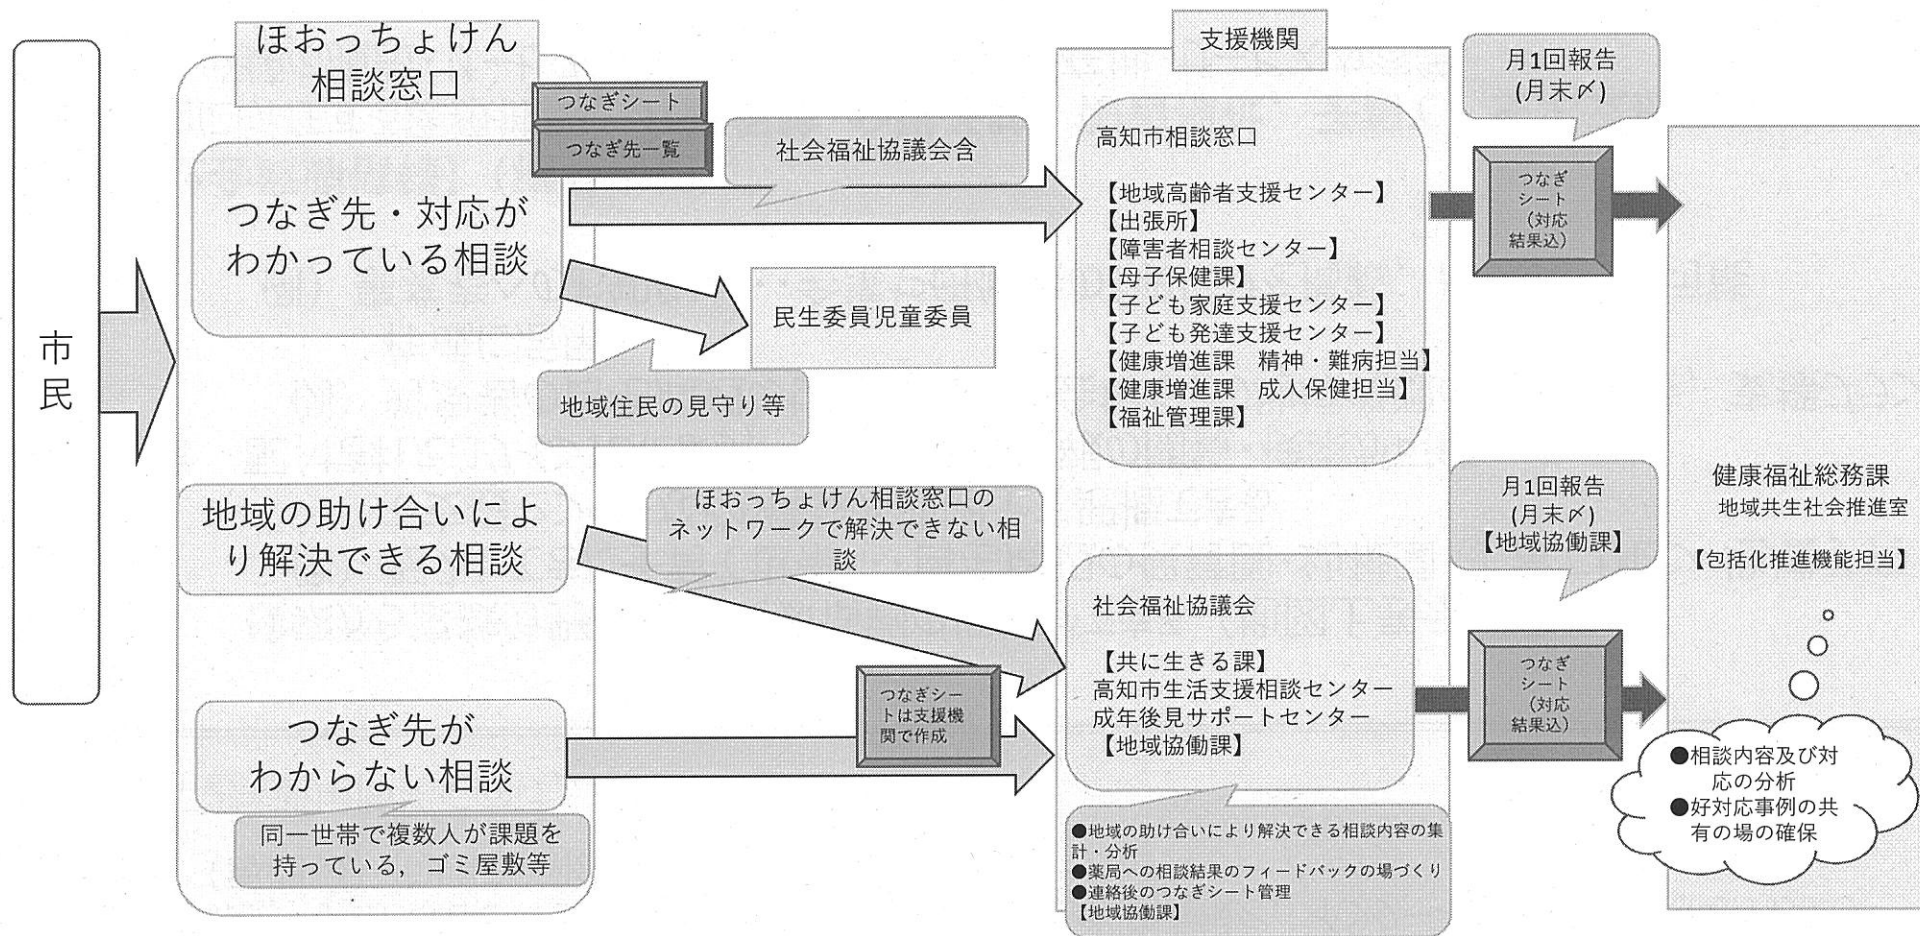 市民
ほおっちょけん
相談窓口
つなぎシート
つなぎ先一覧
社会福祉協議会含
つなぎ先・対応が
わかっている相談
民生委員児童委員
地域住民の見守り等
地域の助け合いによ
り解決できる相談
ほおっちょけん相談窓口の
ネットワークで解決できない相
談
つなぎ先が
わからない相談
同一世帯で複数人が課題を
持っている，ゴミ屋敷等
つなぎシー
トは支援機
関で作成
支援機関
高知市相談窓口
【地域高齢者支援センター】
【出張所】
【障害者相談センター】
【母子保健課】
【子ども家庭支援センター】
【子ども発達支援センター】
【健康増進課　精神・難病担当】
【健康増進課　成人保健担当】
【福祉管理課】
社会福祉協議会
【共に生きる課】
高知市生活支援相談センター
成年後見サポートセンター
【地域協働課】
●地域の助け合いにより解決できる相談内容の集
計・分析
●薬局への相談結果のフィードバックの場づくり
●連絡後のつなぎシート管理
【地域協働課】
月1回報告
(月末〆)
つなぎ
シート
（対応
結果込）
月1回報告
(月末〆)
【地域協働課】
つなぎ
シート
（対応
結果込）
健康福祉総務課
地域共生社会推進室
【包括化推進機能担当】
●相談内容及び対
応の分析
●好対応事例の共
有の場の確保